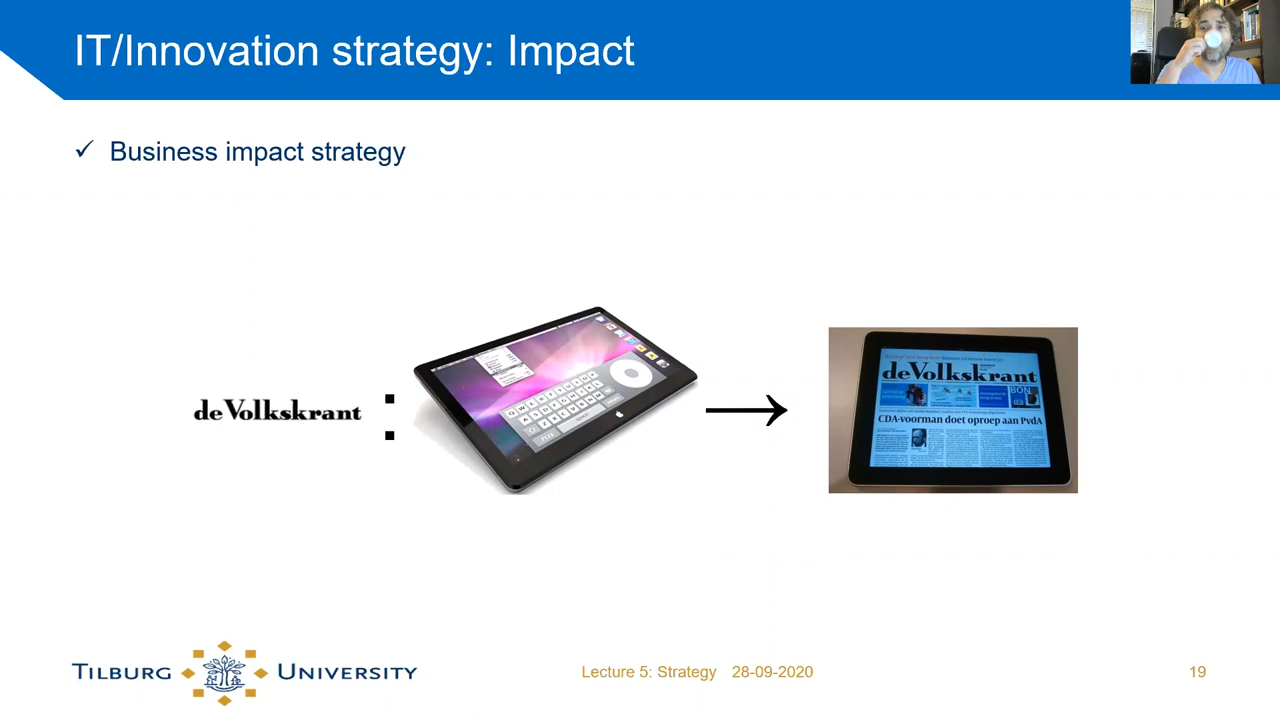 IT/Innovation strategy: Impact
✓ Business impact strategy
deVolkskrant :
deVolkskrant
CDA-voorman doet oproep aan PvdA
TILBURG UNIVERSITY
Lecture 5: Strategy 28-09-2020
19